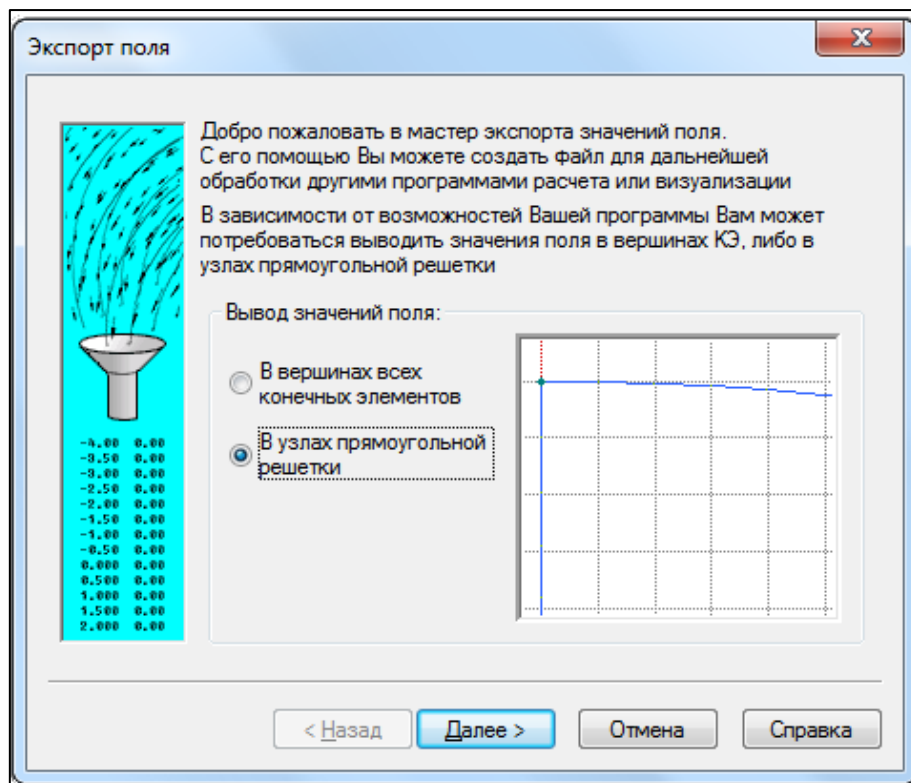 Экспорт поля
Добро пожаловать в мастер экспорта значений поля.
С его помощью Вы можете создать файл для дальнейшей
обработки другими программами расчета или визуализации
В зависимости от возможностей Вашей программы Вам может
потребоваться выводить значения поля в вершинах КЭ, либо в
узлах прямоугольной решетки
Вывод значений поля:
В вершинах всех
конечных элементов
В узлах прямоугольной
решетки
-4.00 0.00
-3.50 0.00
-3.00 0.00
-2.50 0.00
-2.00 0.00
-1.50 0.00
-1.00 0.00
-0.50 0.00
0.000 0.00
0.500 0.00
1.000 0.00
1.500 0.00
2.000 0.00
< Назад
Далее >
Отмена
Справка